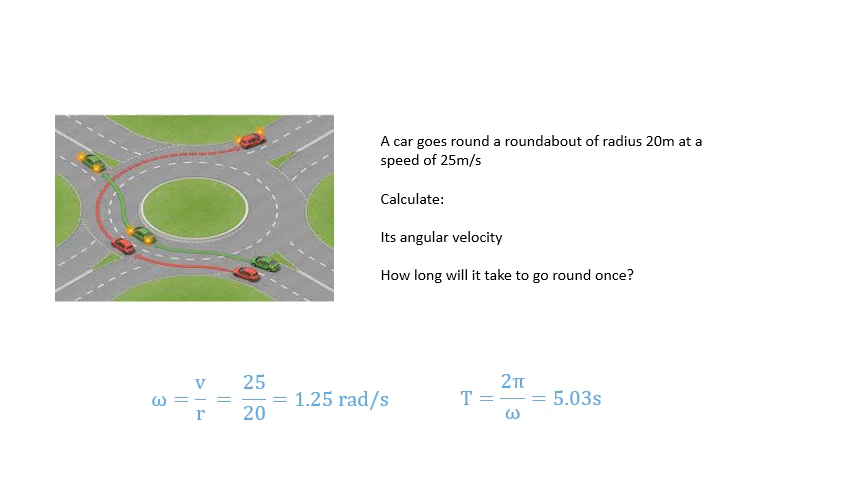 A car goes round a roundabout of radius 20m at a
speed of 25m/s
Calculate:
Its angular velocity
How long will it take to go round once?
ω = v/r = 25/20 = 1.25 rad/s
T = 2π/ω = 5.03s